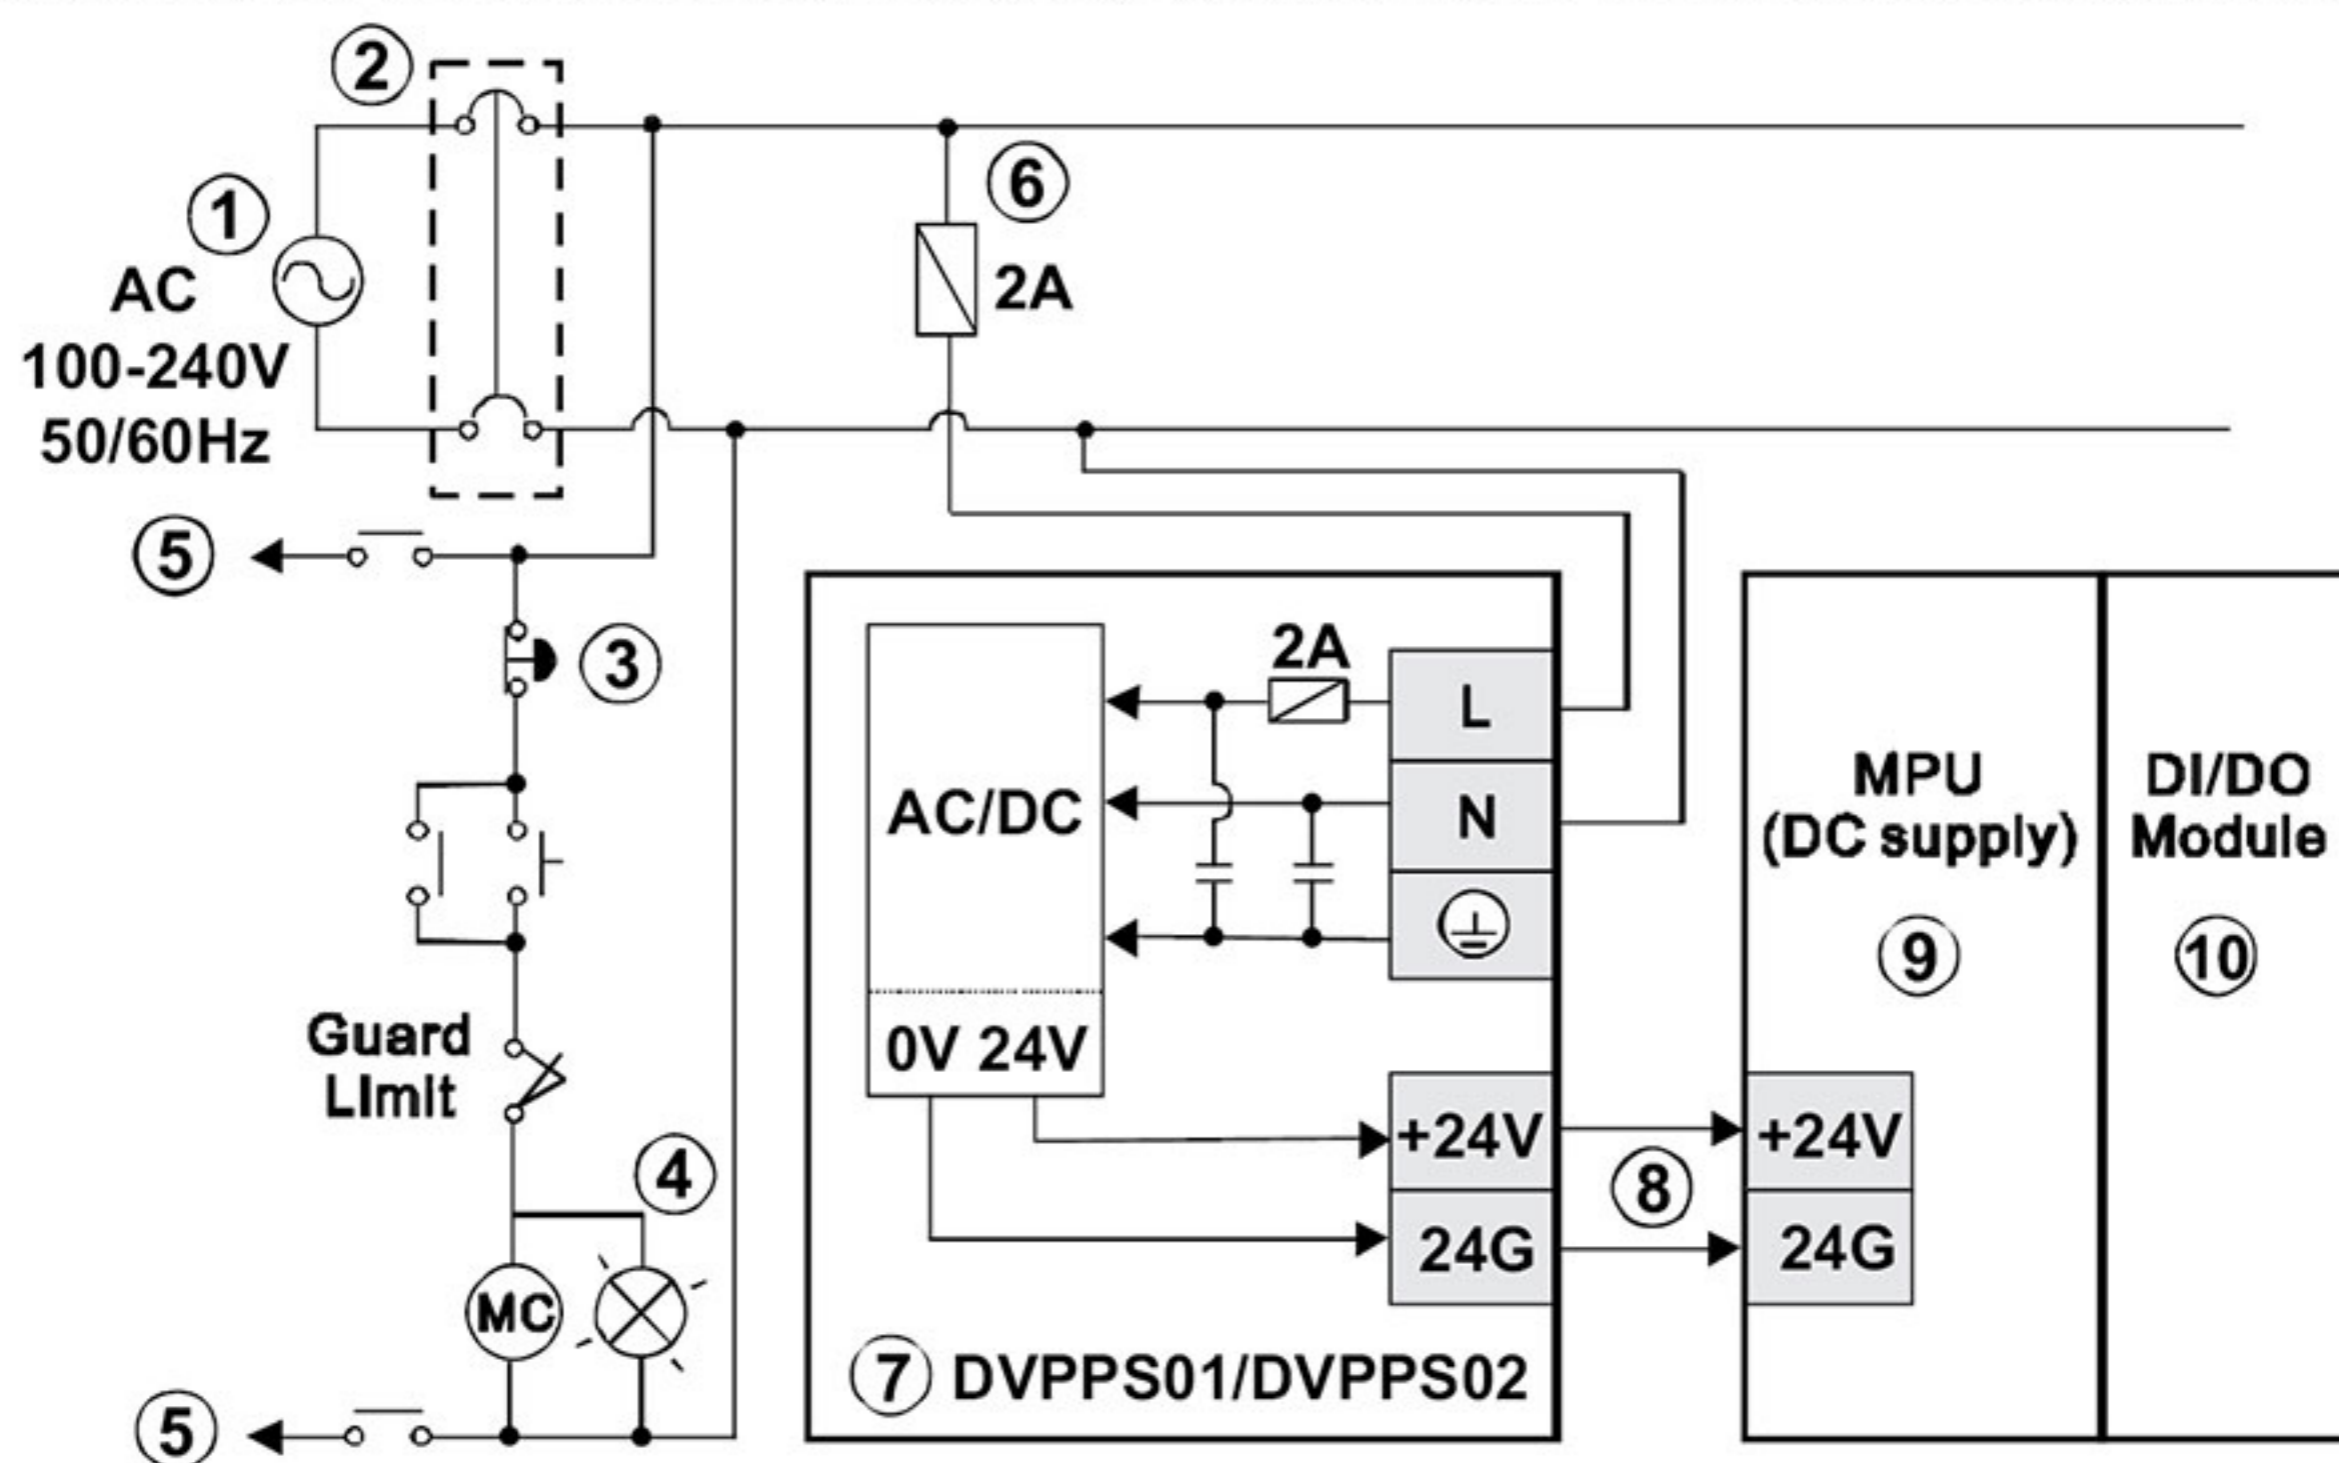 ②
①
AC
100-240V
50/60Hz
⑥
2A
⑤
③
Guard
LImit
④
MC
⑤
2A
L
AC/DC
N
0V 24V
+24V
24G
⑦ DVPPS01/DVPPS02
⑧
MPU
(DC supply)
⑨
+24V
24G
DI/DO
Module
⑩